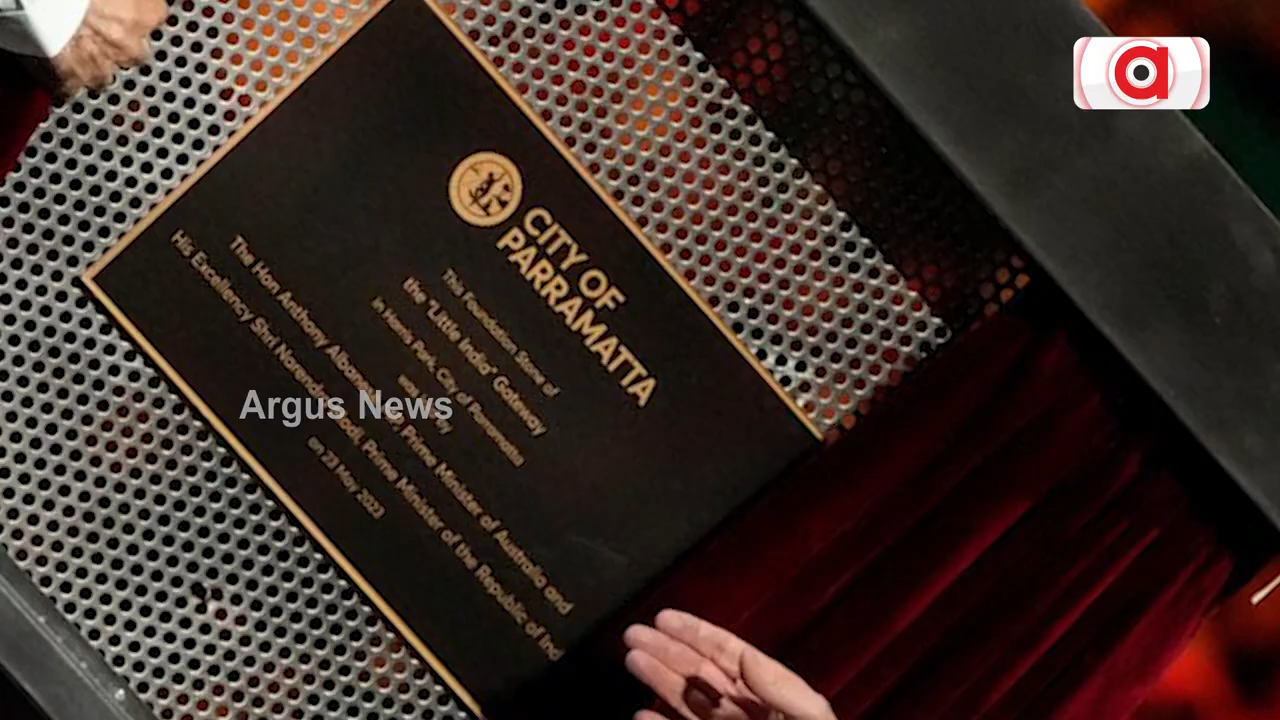 CITY OF
PARRAMATTA
This Foundation Stone of
the "Little India" Gateway
in Harris Park, City of Parramatta
was laid by
The Hon Anthony Albanese MP, Prime Minister of Australia and
His Excellency Shri Narendra Modi, Prime Minister of the Republic of Ind
on 23 May 2023
Argus News
a